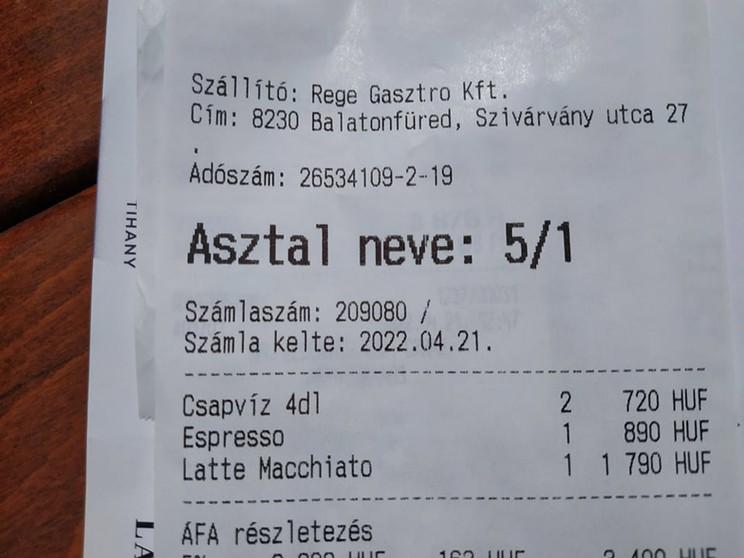 Szállító: Rege Gasztro Kft.
Cím: 8230 Balatonfüred, Szivárvány utca 27
.
Adószám: 26534109-2-19
Asztal neve: 5/1
Számlaszám: 209080 /
Számla kelte: 2022.04.21.
Csapvíz 4dl 2 720 HUF
Espresso 1 890 HUF
Latte Macchiato 1 1 790 HUF
ÁFA részletezés
TIHANY